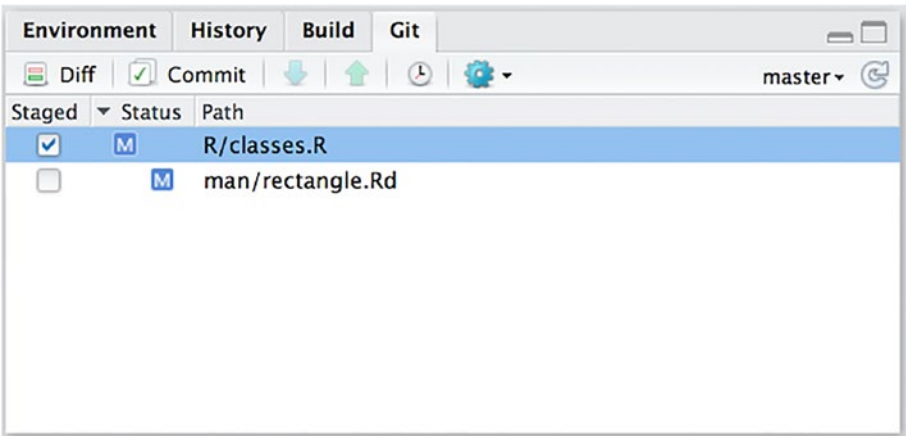 Environment History Build Git
Diff Commit master
Staged Status Path
M R/classes.R
M man/rectangle.Rd